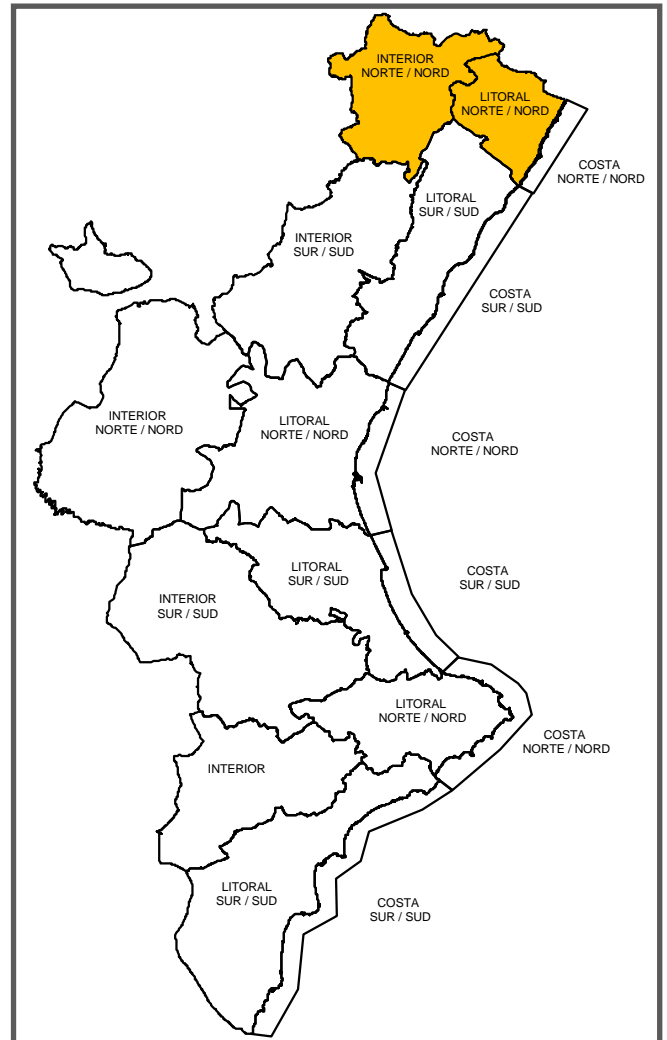 INTERIOR
NORTE / NORD
LITORAL
NORTE / NORD
COSTA
NORTE / NORD
LITORAL
SUR / SUD
INTERIOR
SUR / SUD
COSTA
SUR / SUD
INTERIOR
NORTE / NORD
LITORAL
NORTE / NORD
COSTA
NORTE / NORD
LITORAL
SUR / SUD
COSTA
SUR / SUD
INTERIOR
SUR / SUD
LITORAL
NORTE / NORD
COSTA
NORTE / NORD
INTERIOR
LITORAL
SUR / SUD
COSTA
SUR / SUD